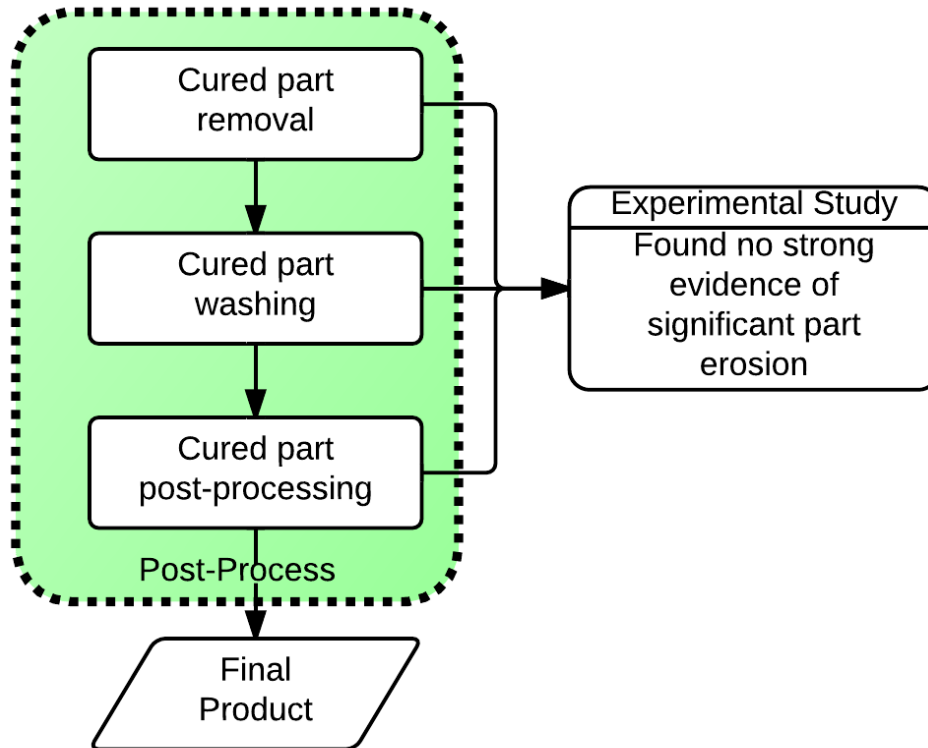 Cured part
removal
Cured part
washing
Cured part
post-processing
Post-Process
Final
Product
Experimental Study
Found no strong
evidence of
significant part
erosion